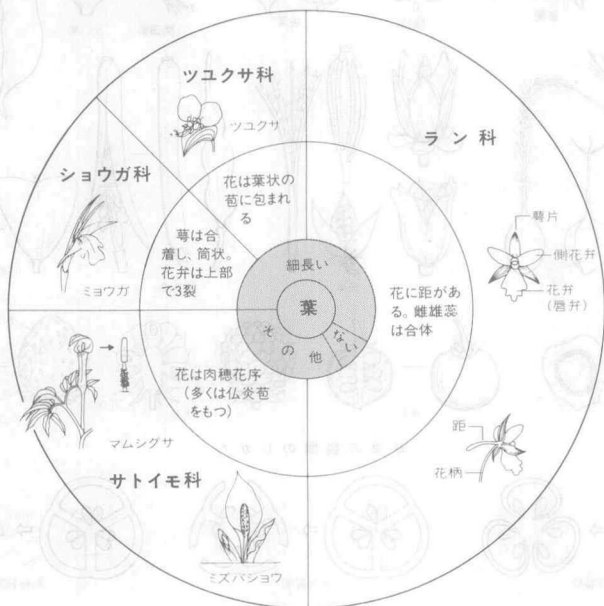 ツユクサ科
ツユクサ
ラン科
ショウガ科
花は葉状の
苞に包まれ
る
萼は合
着し、筒状。
花弁は上部
で3裂
ミョウガ
萼片
側花弁
花弁
(唇弁)
細長い
葉
ない
その他
花に距があ
る。雌雄蕊
は合体
花は肉穂花序
(多くは仏炎苞
をもつ)
マムシグサ
距
花柄
サトイモ科
ミズバショウ